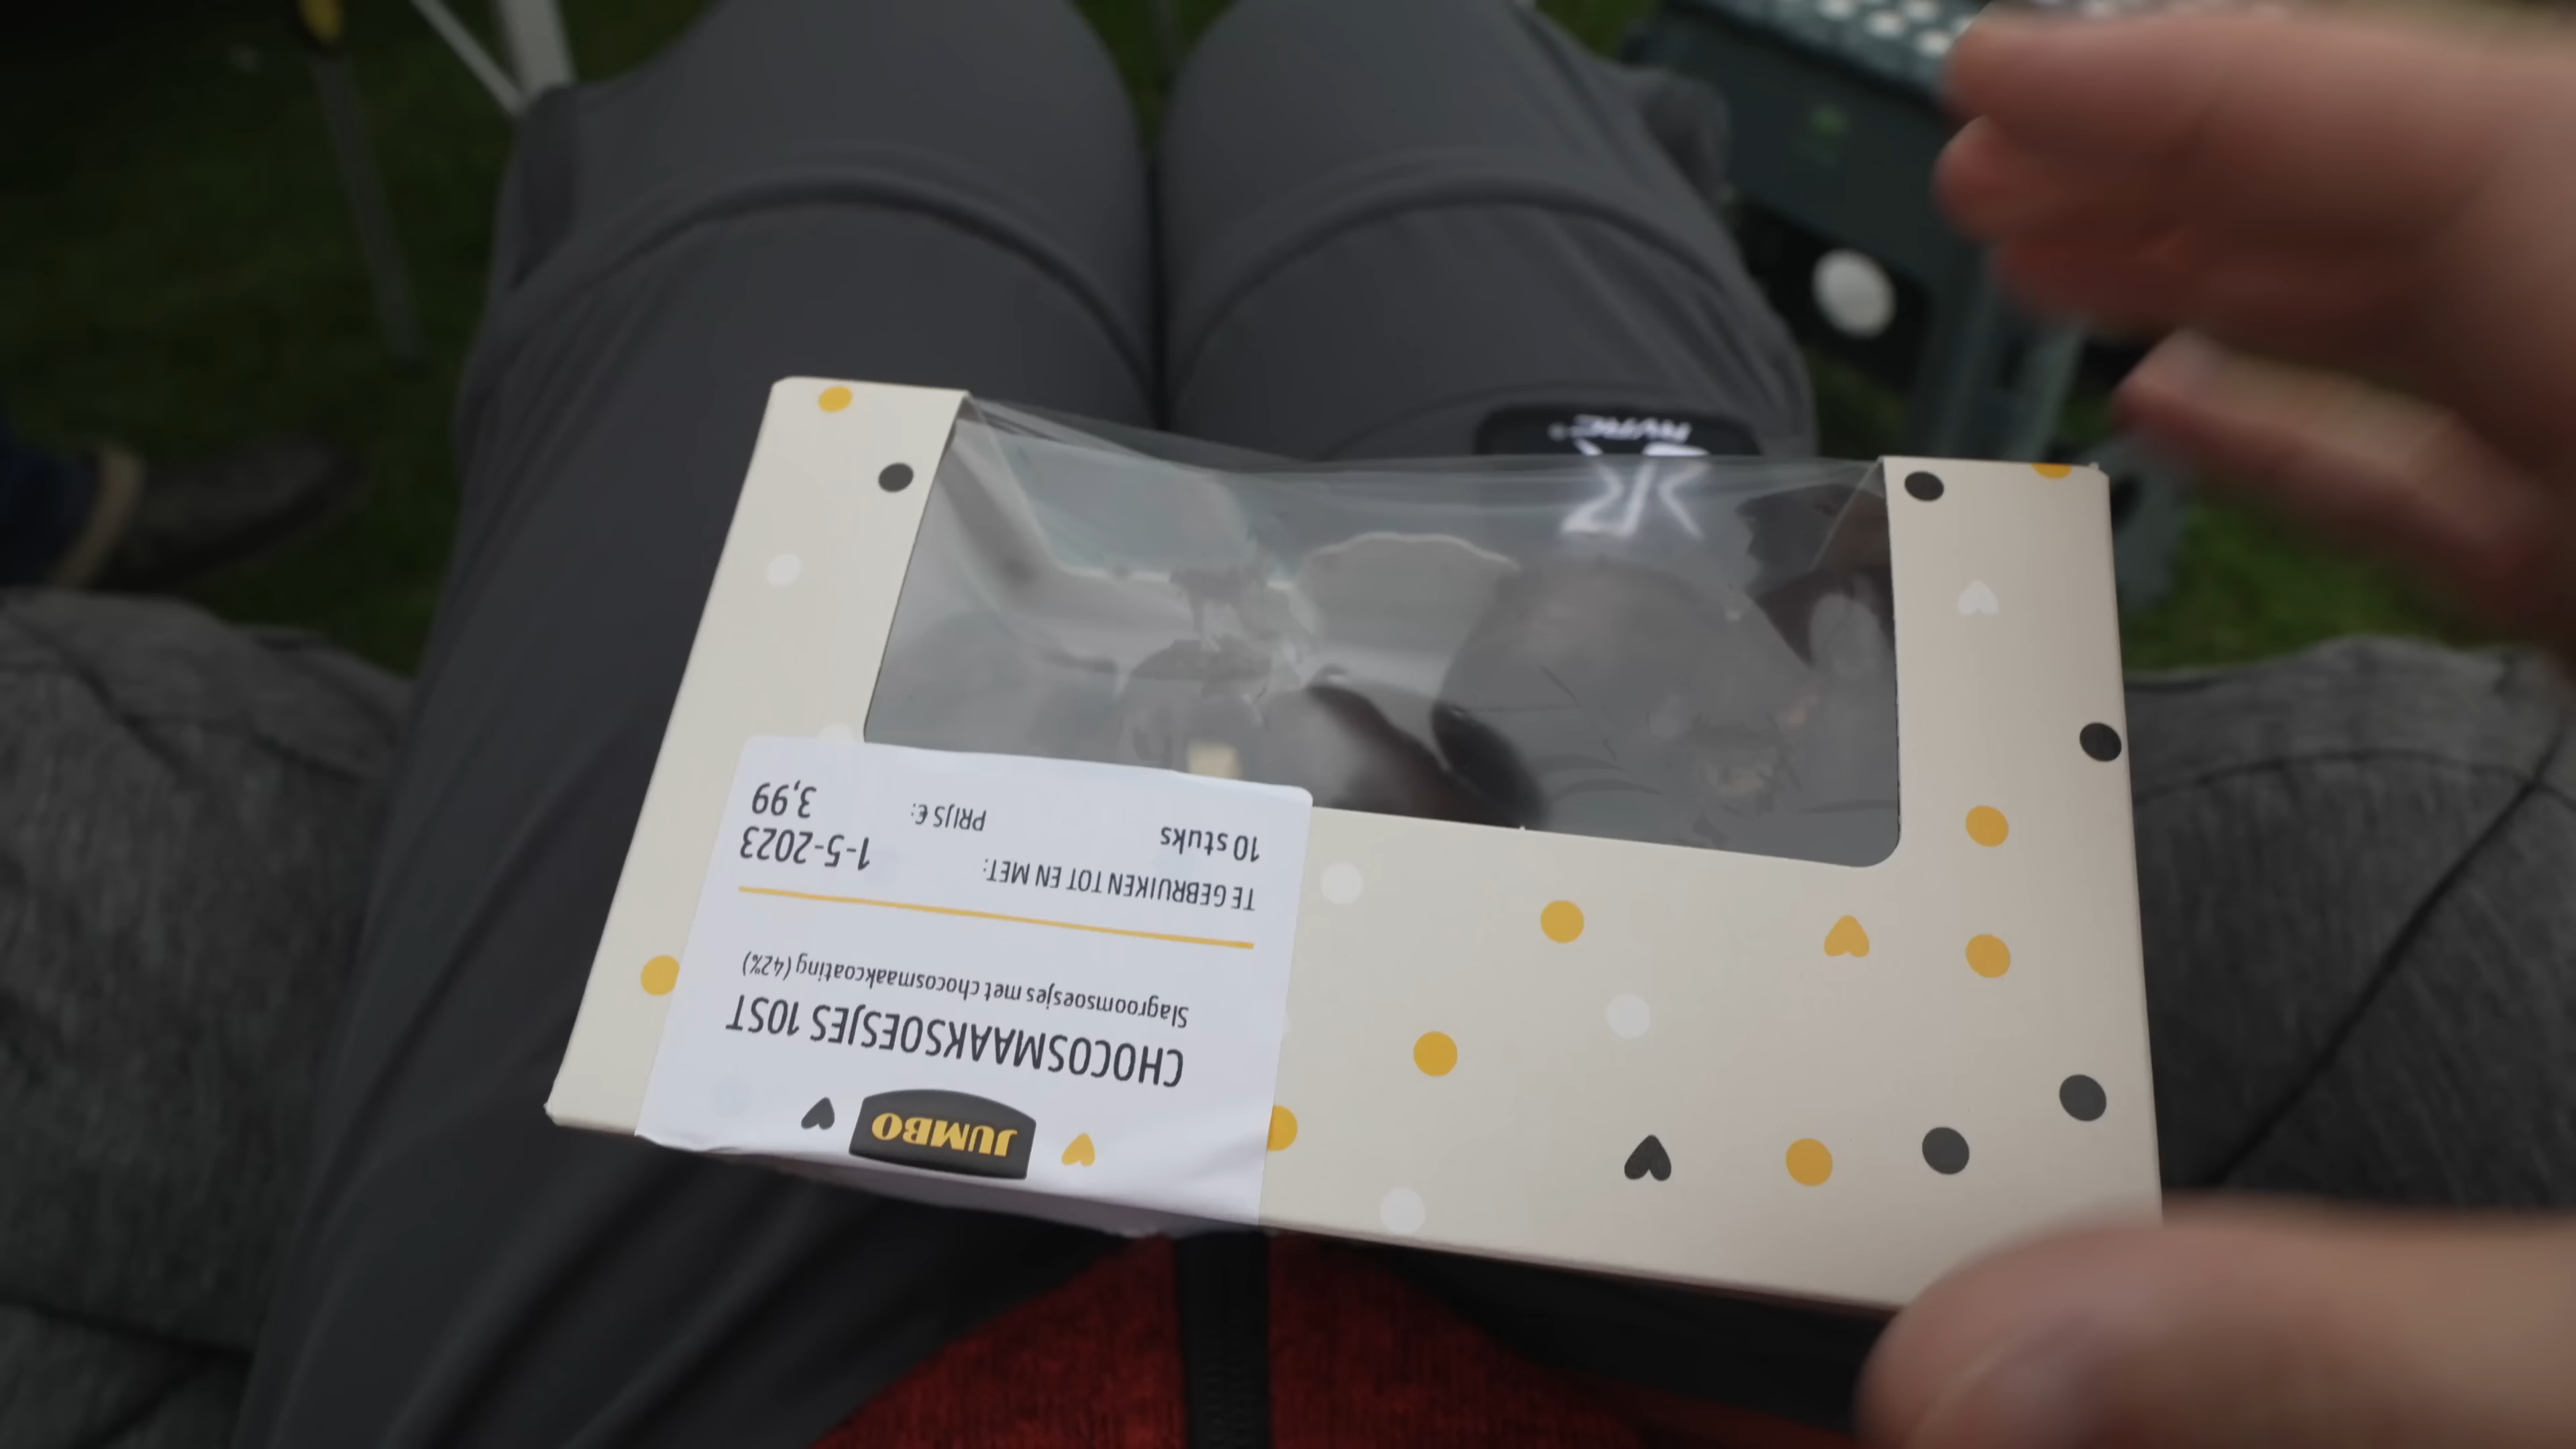 JUMBO
CHOCOSMAAKSOESJES 10ST
Slagroomsoesjes met chocosmaakcoating (42%)
TE GEBRUIKEN TOT EN MET: 1-5-2023
10 stuks PRIJS €: 3,99